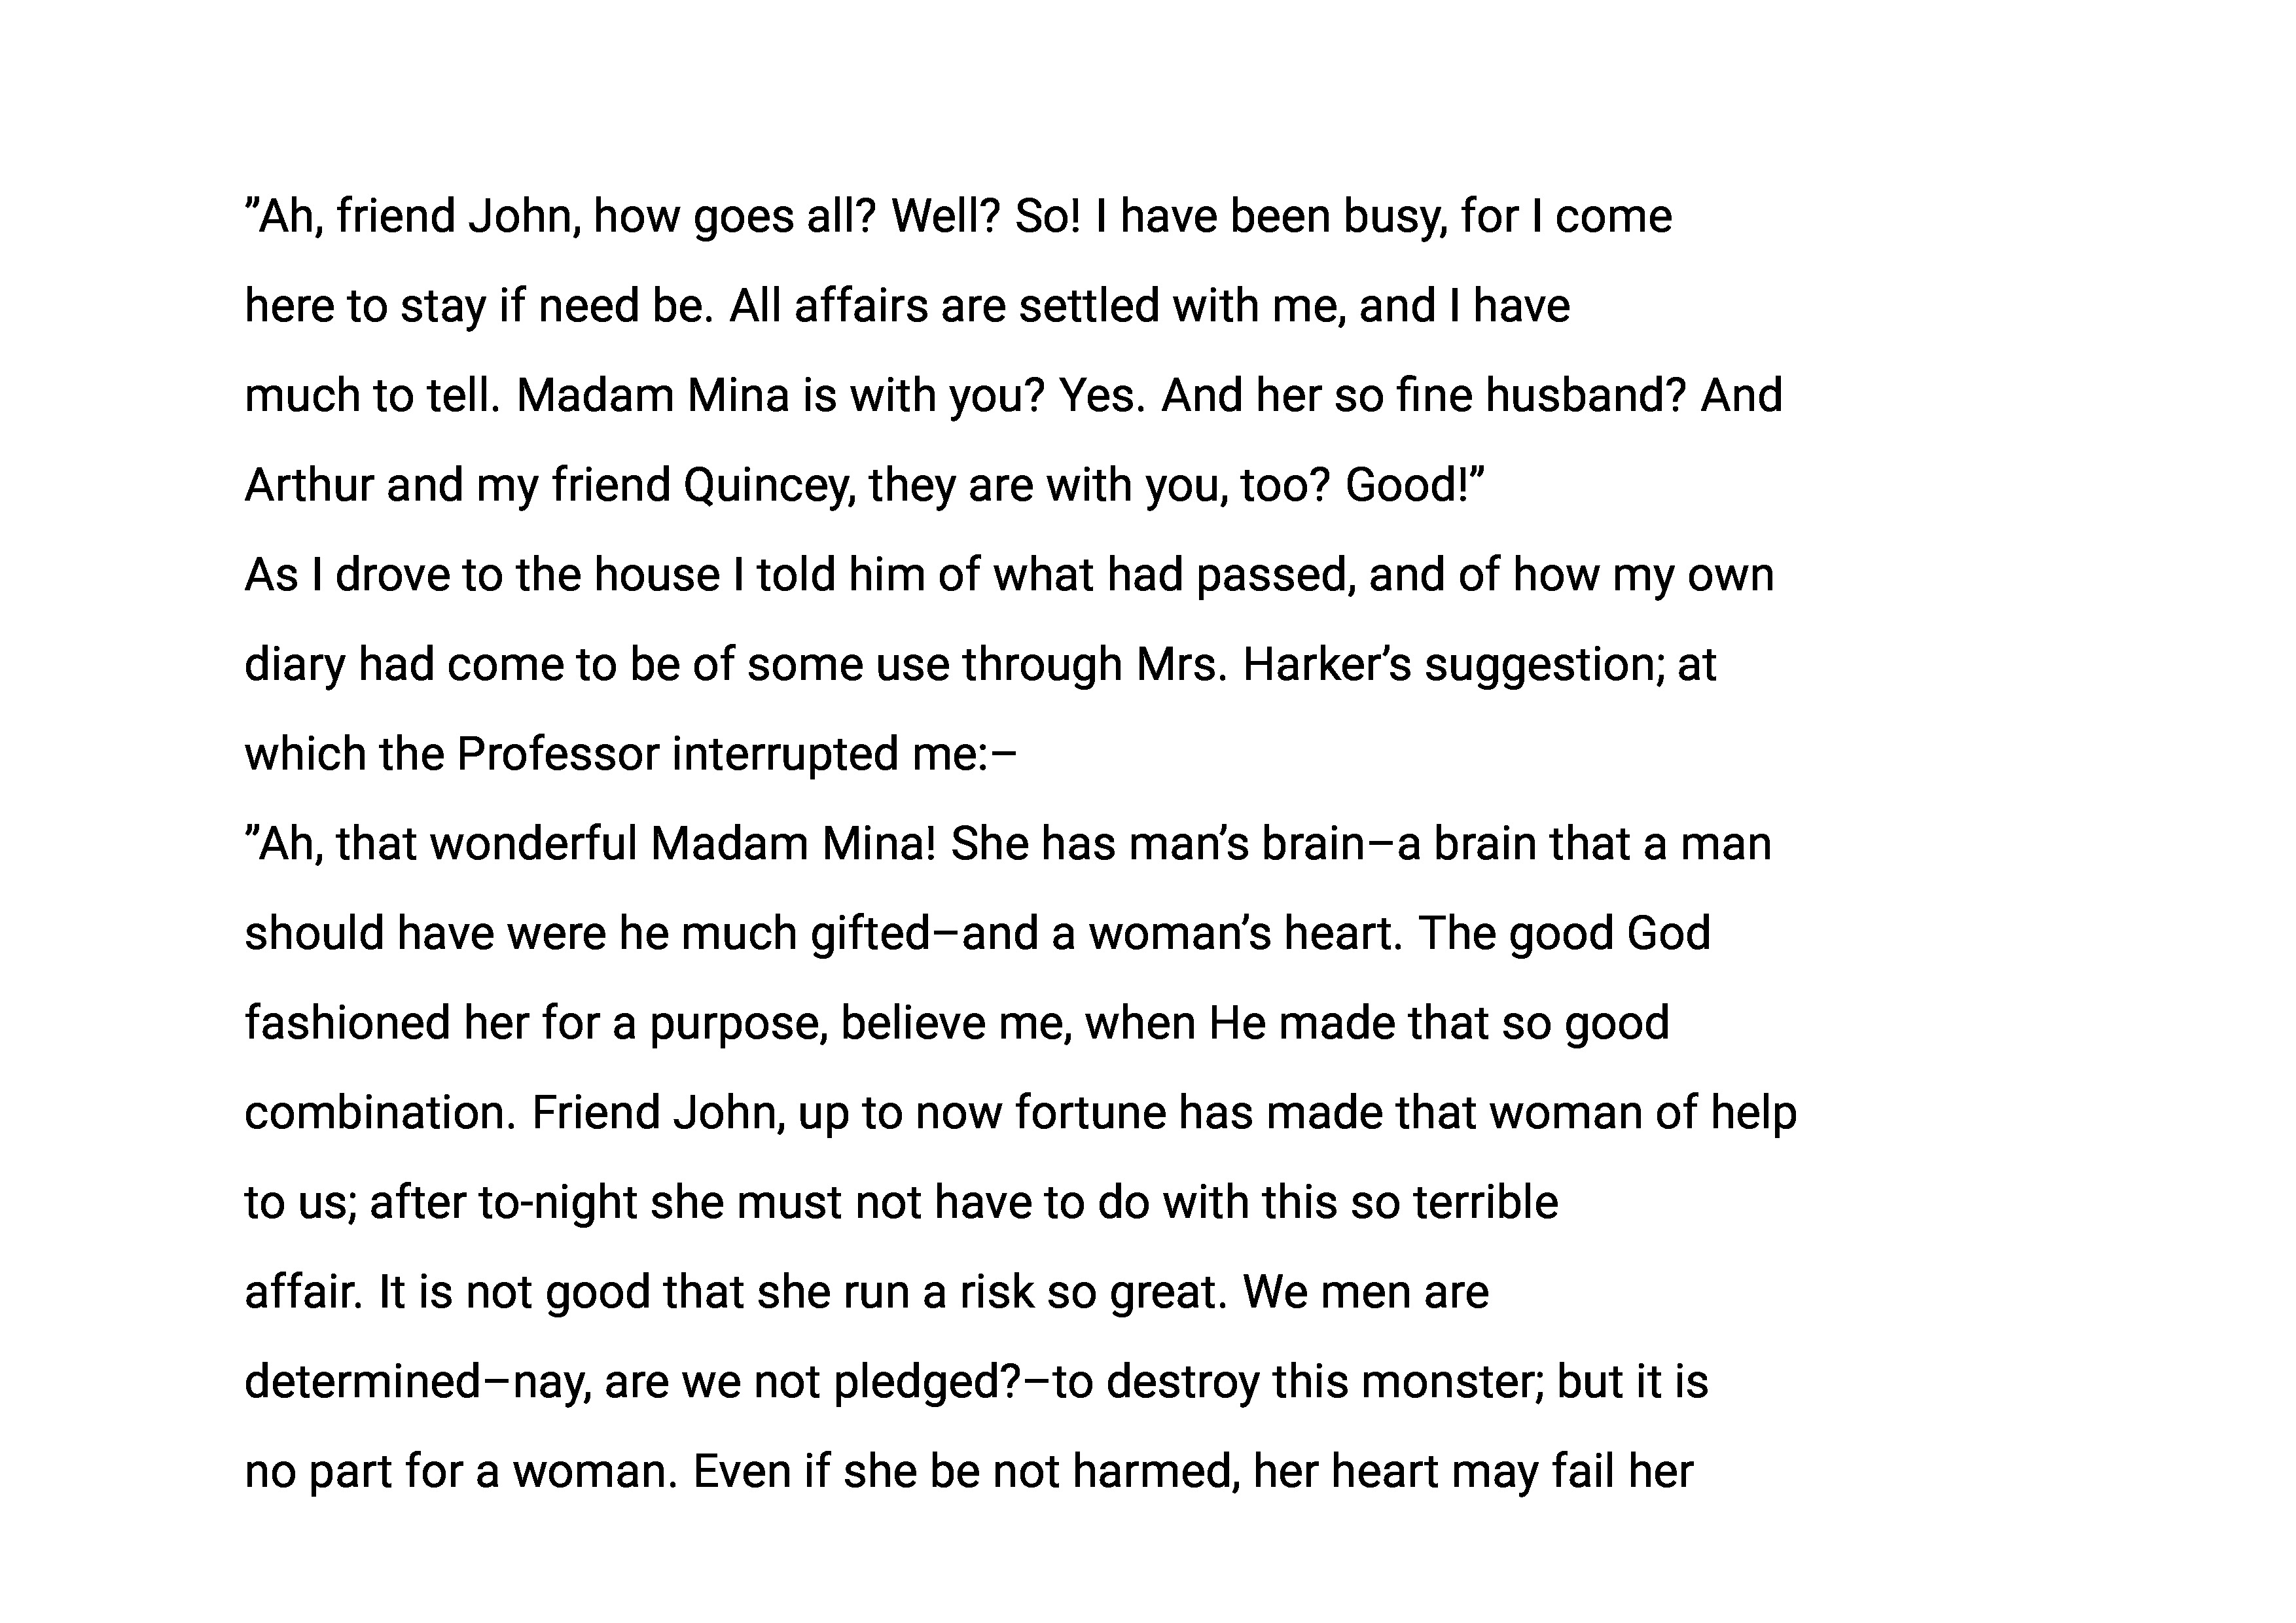 ”Ah, friend John, how goes all? Well? So! I have been busy, for I come
here to stay if need be. All affairs are settled with me, and I have
much to tell. Madam Mina is with you? Yes. And her so fine husband? And
Arthur and my friend Quincey, they are with you, too? Good!”
As I drove to the house I told him of what had passed, and of how my own
diary had come to be of some use through Mrs. Harker’s suggestion; at
which the Professor interrupted me:–
”Ah, that wonderful Madam Mina! She has man’s brain–a brain that a man
should have were he much gifted–and a woman’s heart. The good God
fashioned her for a purpose, believe me, when He made that so good
combination. Friend John, up to now fortune has made that woman of help
to us; after to-night she must not have to do with this so terrible
affair. It is not good that she run a risk so great. We men are
determined–nay, are we not pledged?–to destroy this monster; but it is
no part for a woman. Even if she be not harmed, her heart may fail her